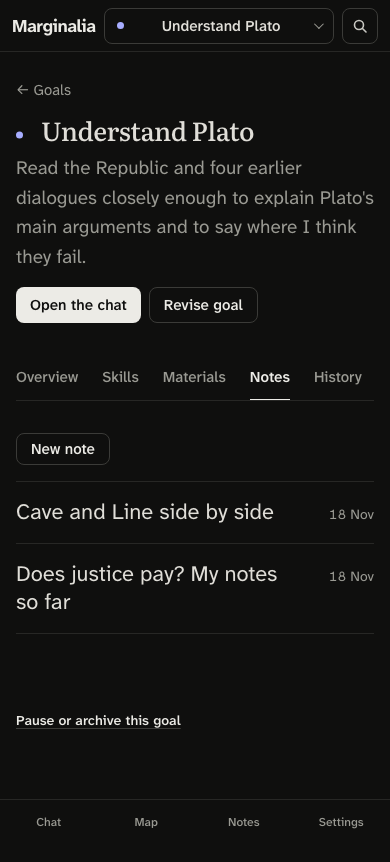 Marginalia
Understand Plato
← Goals
Understand Plato
Read the Republic and four earlier
dialogues closely enough to explain Plato's
main arguments and to say where I think
they fail.
Open the chat
Revise goal
Overview Skills Materials Notes History
New note
Cave and Line side by side 18 Nov
Does justice pay? My notes 18 Nov
so far
Pause or archive this goal
Chat Map Notes Settings